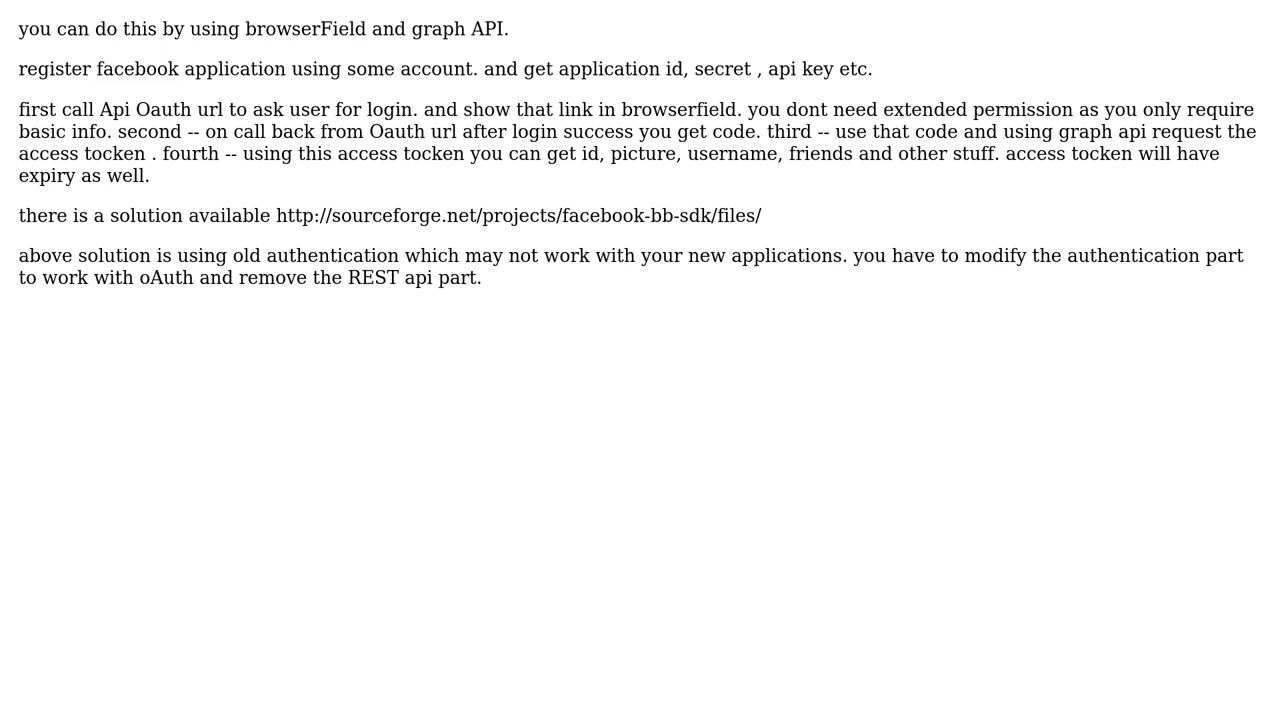 you can do this by using browserField and graph API.
register facebook application using some account. and get application id, secret , api key etc.
first call Api Oauth url to ask user for login. and show that link in browserfield. you dont need extended permission as you only require
basic info. second -- on call back from Oauth url after login success you get code. third -- use that code and using graph api request the
access tocken . fourth -- using this access tocken you can get id, picture, username, friends and other stuff. access tocken will have
expiry as well.
there is a solution available http://sourceforge.net/projects/facebook-bb-sdk/files/
above solution is using old authentication which may not work with your new applications. you have to modify the authentication part
to work with oAuth and remove the REST api part.